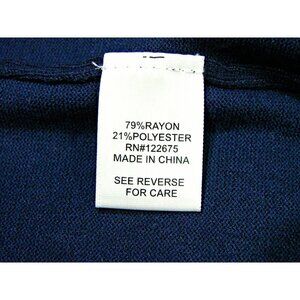 79%RAYON
21%POLYESTER
RN#122675
MADE IN CHINA
SEE REVERSE
FOR CARE.